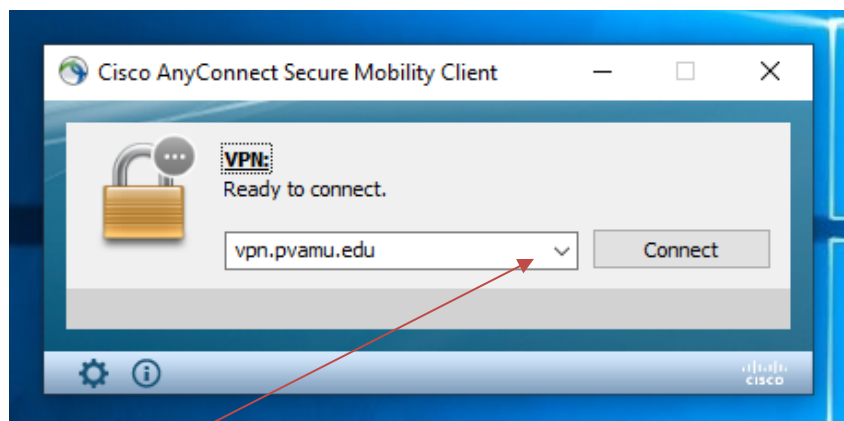 Cisco AnyConnect Secure Mobility Client
VPN:
Ready to connect.
vpn.pvamu.edu
Connect
CISCO